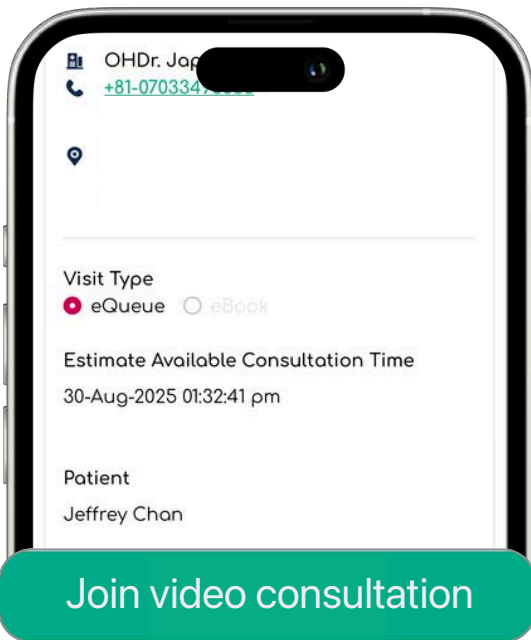 OHDr.
Visit Type
eQueue eBook
Estimate Available Consultation Time
30-Aug-2025 01:32:41 pm
Patient
Jeffrey Chan
Join video consultation